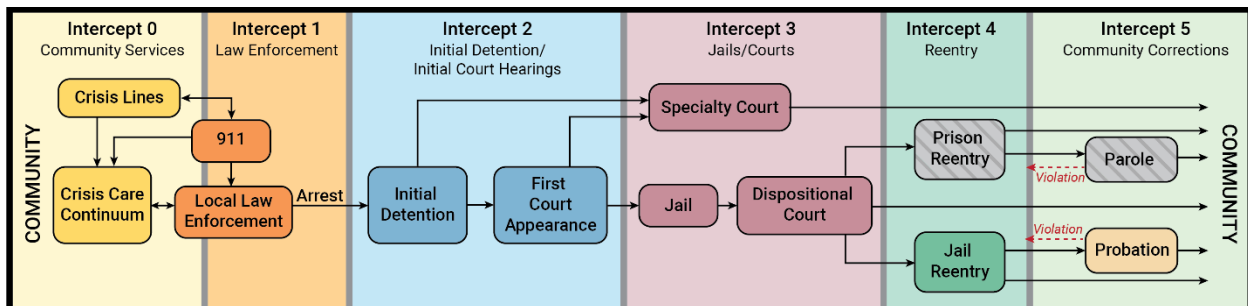 Intercept 0
Community Services
Intercept 1
Law Enforcement
Intercept 2
Initial Detention/
Initial Court Hearings
Intercept 3
Jails/Courts
Intercept 4
Reentry
Intercept 5
Community Corrections
COMMUNITY
Crisis Lines
911
Crisis Care
Continuum
Local Law
Enforcement
Arrest
Initial
Detention
First
Court
Appearance
Specialty Court
Jail
Dispositional
Court
Prison
Reentry
Parole
Violation
Jail
Reentry
Violation
Probation
COMMUNITY